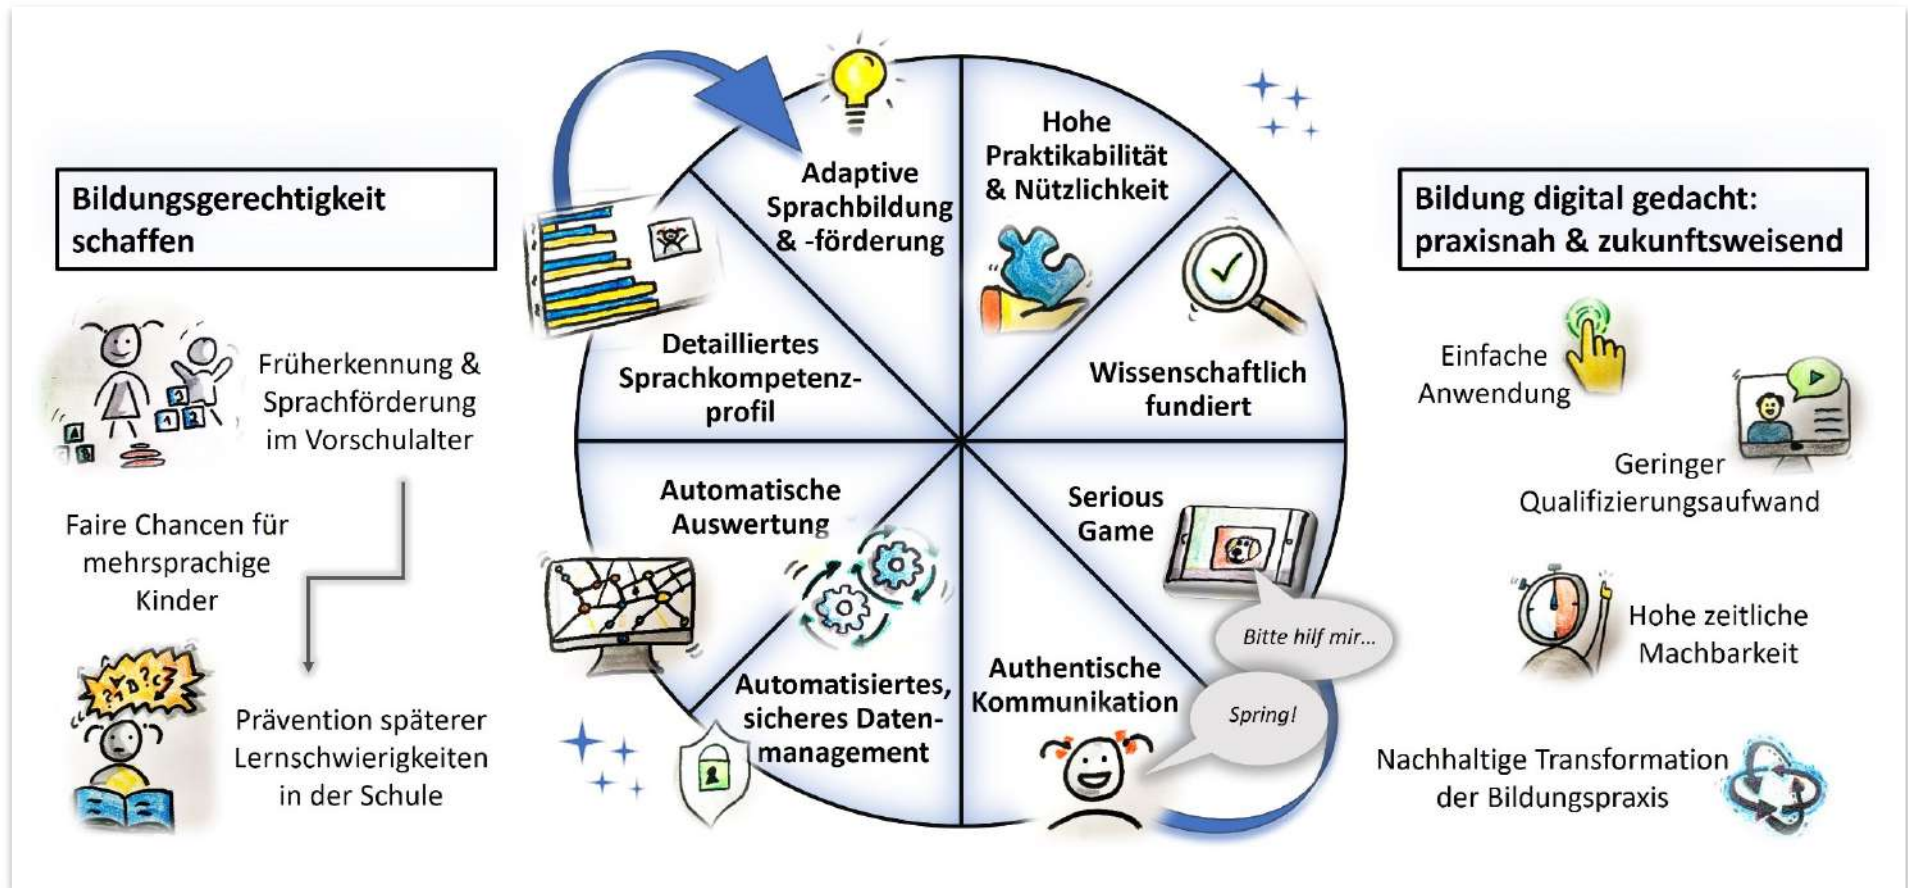 Bildungsgerechtigkeit
schaffen
Früherkennung &
Sprachförderung
im Vorschulalter
Faire Chancen für
mehrsprachige
Kinder
Prävention späterer
Lernschwierigkeiten
in der Schule
Adaptive
Sprachbildung
& -förderung
Hohe
Praktikabilität
& Nützlichkeit
Wissenschaftlich
fundiert
Serious
Game
Bitte hilf mir...
Authentische
Kommunikation
Spring!
Automatisiertes,
sicheres Daten-
management
Automatische
Auswertung
Detailliertes
Sprachkompetenz-
profil
Bildung digital gedacht:
praxisnah & zukunftsweisend
Einfache
Anwendung
Geringer
Qualifizierungsaufwand
Hohe zeitliche
Machbarkeit
Nachhaltige Transformation
der Bildungspraxis